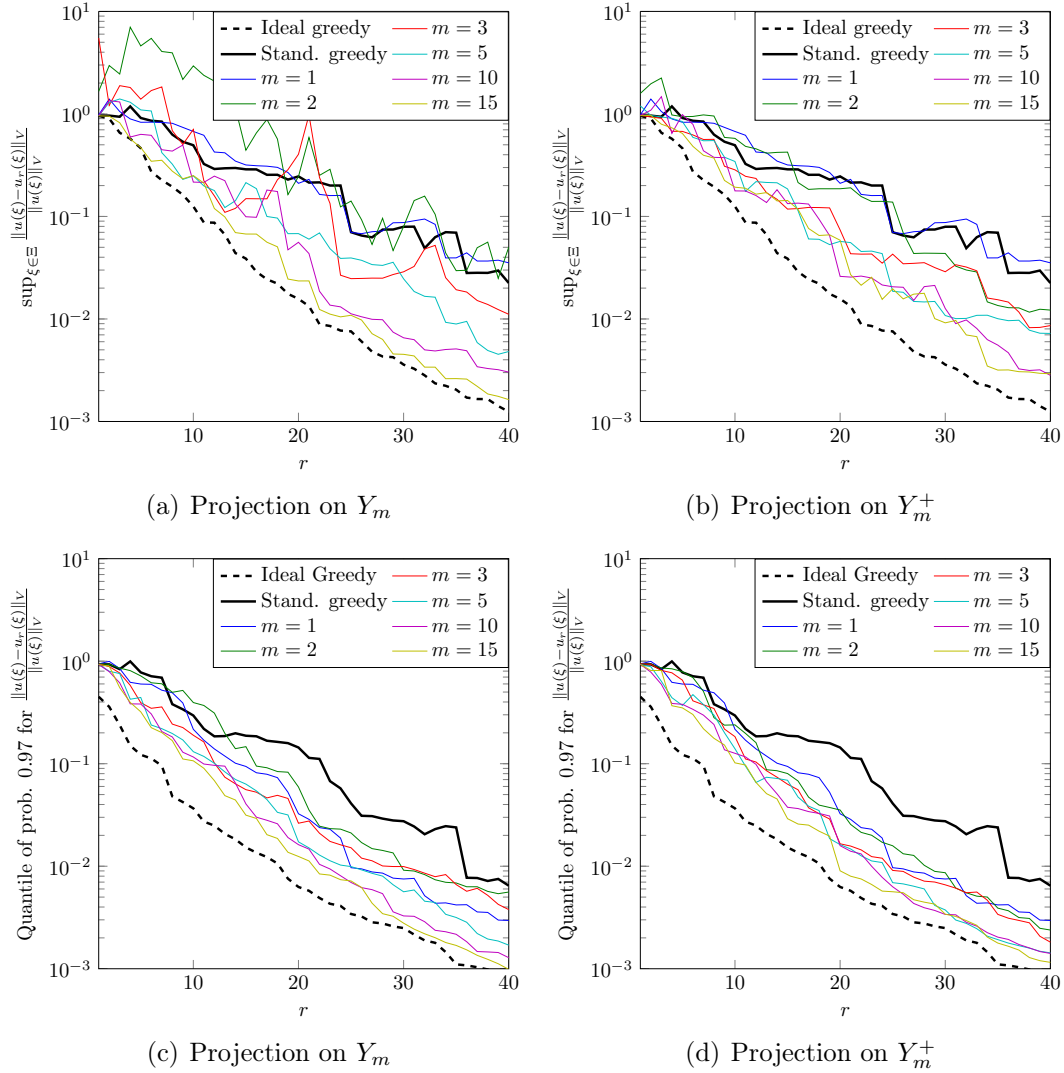 10^1
10^0
10^{-1}
10^{-2}
10^{-3}
10 20 30 40
r
sup_{ξ∈Ξ} ‖u(ξ)−u_r(ξ)‖_V / ‖u(ξ)‖_V
Ideal greedy
Stand. greedy
m = 1
m = 2
m = 3
m = 5
m = 10
m = 15
(a) Projection on Y_m
10^1
10^0
10^{-1}
10^{-2}
10^{-3}
10 20 30 40
r
sup_{ξ∈Ξ} ‖u(ξ)−u_r(ξ)‖_V / ‖u(ξ)‖_V
Ideal greedy
Stand. greedy
m = 1
m = 2
m = 3
m = 5
m = 10
m = 15
(b) Projection on Y_m^+
10^1
10^0
10^{-1}
10^{-2}
10^{-3}
10 20 30 40
r
Quantile of prob. 0.97 for ‖u(ξ)−u_r(ξ)‖_V / ‖u(ξ)‖_V
Ideal Greedy
Stand. greedy
m = 1
m = 2
m = 3
m = 5
m = 10
m = 15
(c) Projection on Y_m
10^1
10^0
10^{-1}
10^{-2}
10^{-3}
10 20 30 40
r
Quantile of prob. 0.97 for ‖u(ξ)−u_r(ξ)‖_V / ‖u(ξ)‖_V
Ideal Greedy
Stand. greedy
m = 1
m = 2
m = 3
m = 5
m = 10
m = 15
(d) Projection on Y_m^+